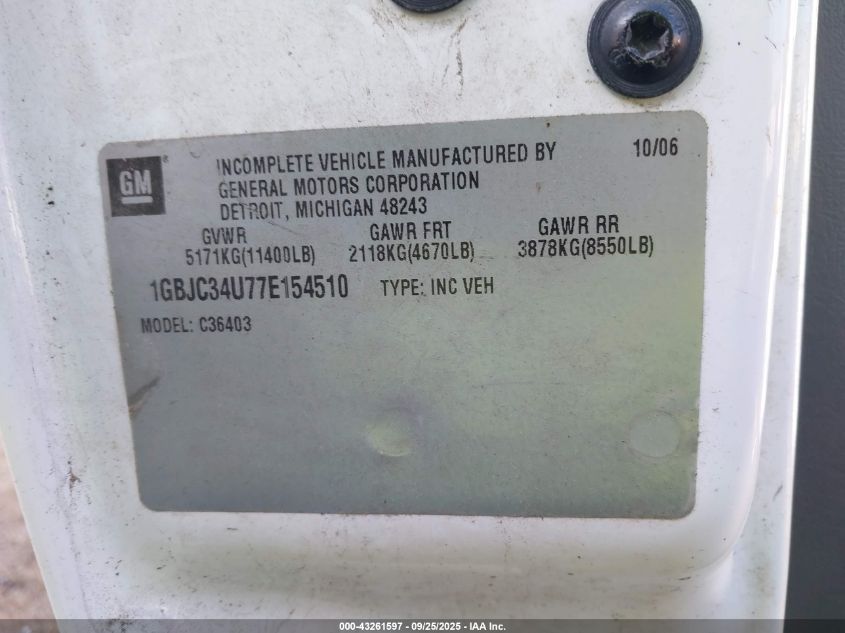 GM
INCOMPLETE VEHICLE MANUFACTURED BY 10/06
GENERAL MOTORS CORPORATION
DETROIT, MICHIGAN 48243
GVWR GAWR FRT GAWR RR
5171KG(11400LB) 2118KG(4670LB) 3878KG(8550LB)
1GBJC34U77E154510 TYPE: INC VEH
MODEL: C36403
000-43261597 - 09/25/2025 - IAA Inc.